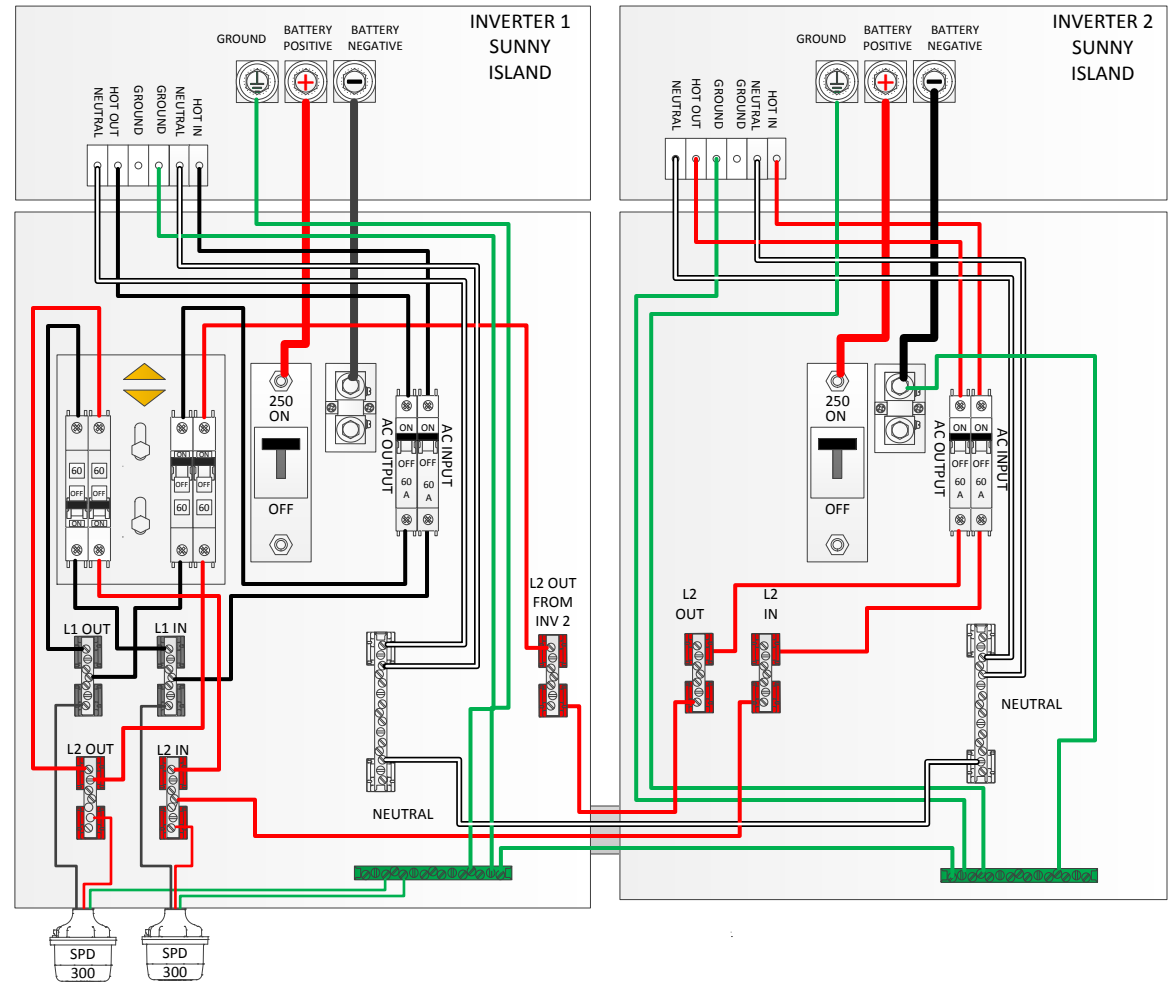 INVERTER 1
SUNNY
ISLAND
GROUND
BATTERY
POSITIVE
BATTERY
NEGATIVE
NEUTRAL
HOT OUT
GROUND
GROUND
NEUTRAL
HOT IN
INVERTER 2
SUNNY
ISLAND
GROUND
BATTERY
POSITIVE
BATTERY
NEGATIVE
NEUTRAL
HOT OUT
GROUND
GROUND
NEUTRAL
HOT IN
60
60
OFF
OFF
ON
ON
ON
ON
OFF
OFF
60
60
250
ON
OFF
AC OUTPUT
ON
ON
OFF
OFF
60
A
60
A
AC INPUT
L1 OUT
L1 IN
L2 OUT
L2 IN
L2 OUT
FROM
INV 2
NEUTRAL
SPD
300
SPD
300
250
ON
OFF
AC OUTPUT
ON
ON
OFF
OFF
60
A
60
A
AC INPUT
L2
OUT
L2
IN
NEUTRAL